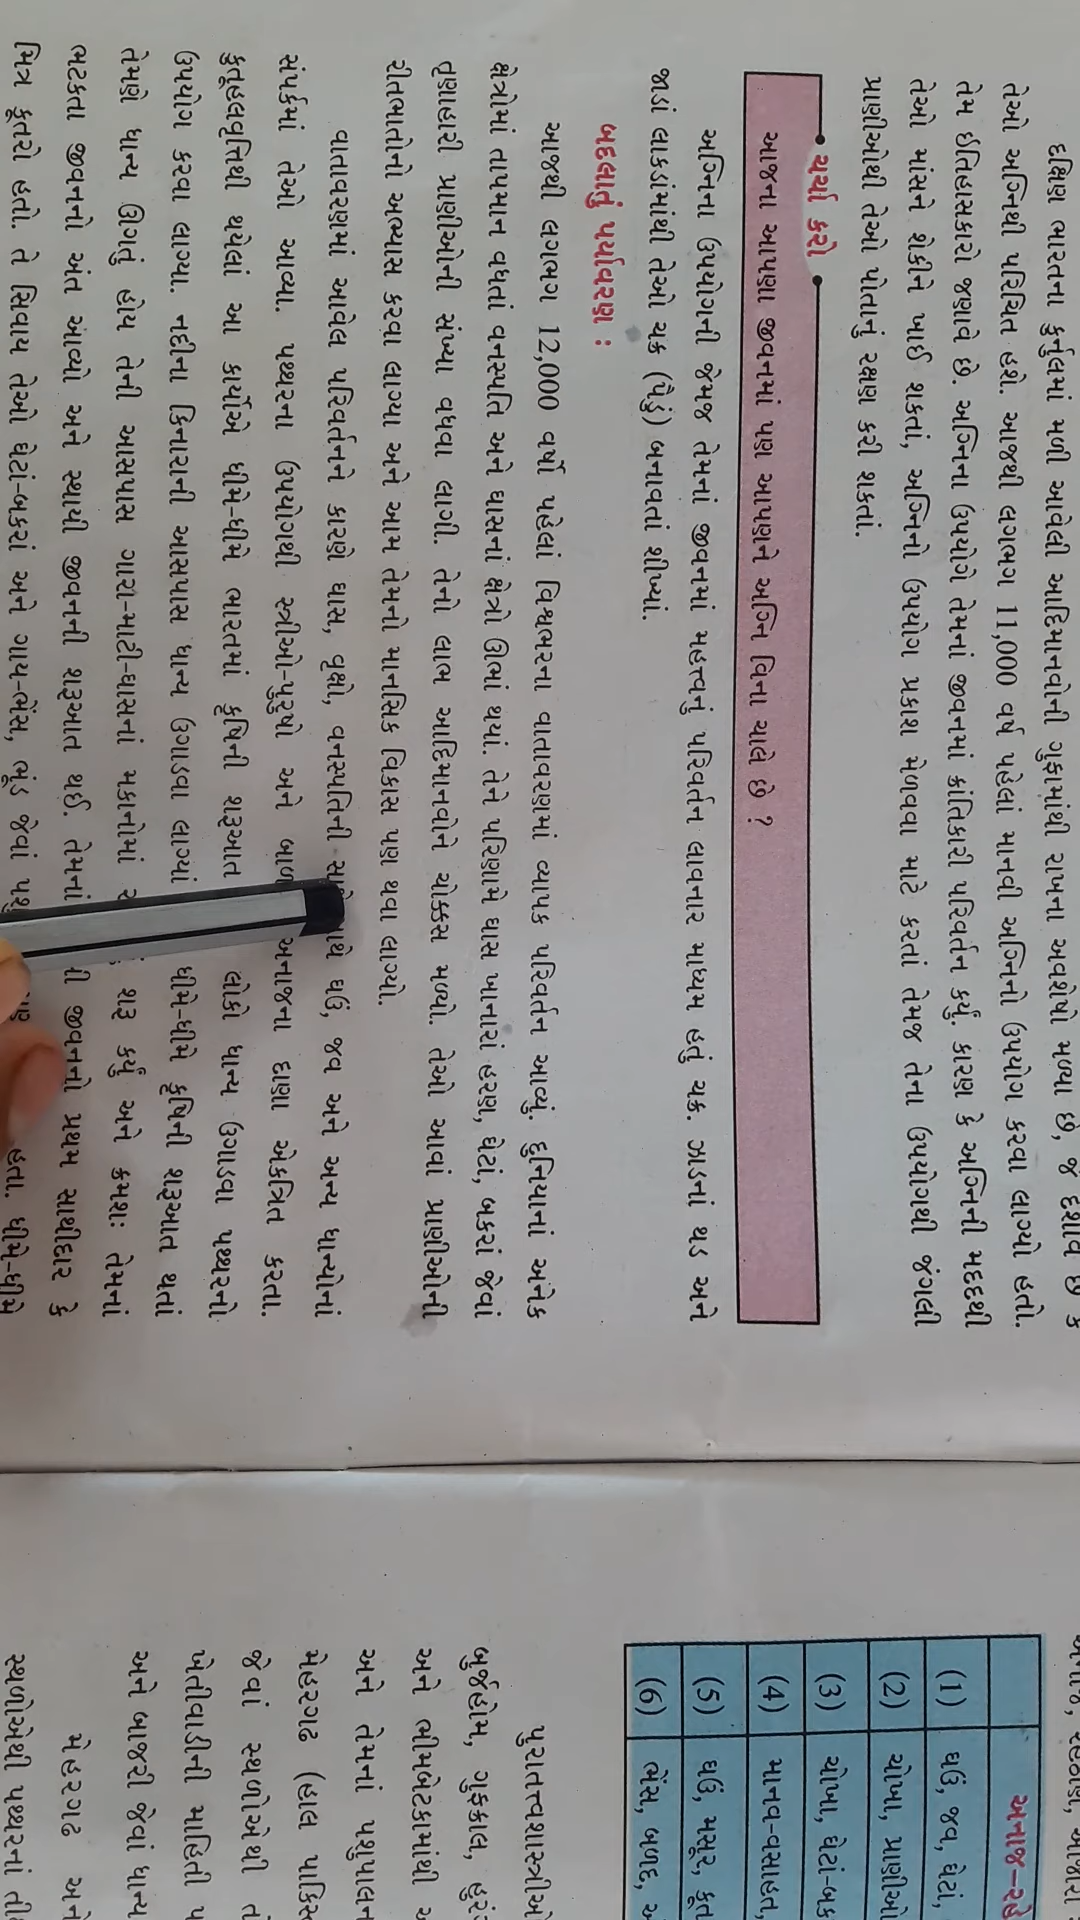 દક્ષિણ ભારતના કુર્નુલમાં મળી આવેલી આદિમાનવોની ગુફામાંથી રાખના અવશેષો મળ્યા છે, જે દર્શાવે છે કે
તેઓ અગ્નિથી પરિચિત હશે. આજથી લગભગ 11,000 વર્ષ પહેલાં માનવી અગ્નિનો ઉપયોગ કરવા લાગ્યો હતો.
તેમ ઈતિહાસકારો જણાવે છે. અગ્નિના ઉપયોગે તેમનાં જીવનમાં ક્રાંતિકારી પરિવર્તન કર્યું. કારણ કે અગ્નિની મદદથી
તેઓ માંસને શેકીને ખાઈ શકતાં, અગ્નિનો ઉપયોગ પ્રકાશ મેળવવા માટે કરતાં તેમજ તેના ઉપયોગથી જંગલી
પ્રાણીઓથી તેઓ પોતાનું રક્ષણ કરી શકતાં.
ચર્ચા કરો
આજના આપણા જીવનમાં પણ આપણને અગ્નિ વિના ચાલે છે ?
અગ્નિના ઉપયોગની જેમજ તેમનાં જીવનમાં મહત્ત્વનું પરિવર્તન લાવનાર માધ્યમ હતું ચક્ર. ઝાડનાં થડ અને
જાડાં લાકડાંમાંથી તેઓ ચક્ર (પૈડું) બનાવતાં શીખ્યાં.
બદલાતું પર્યાવરણ :
આજથી લગભગ 12,000 વર્ષો પહેલાં વિશ્વભરના વાતાવરણમાં વ્યાપક પરિવર્તન આવ્યું. દુનિયાનાં અનેક
ક્ષેત્રોમાં તાપમાન વધતાં વનસ્પતિ અને ઘાસનાં ક્ષેત્રો ઊભાં થયાં. તેને પરિણામે ઘાસ ખાનારાં હરણ, ઘેટાં, બકરાં જેવાં
તૃણાહારી પ્રાણીઓની સંખ્યા વધવા લાગી. તેનો લાભ આદિમાનવોને ચોક્કસ મળ્યો. તેઓ આવાં પ્રાણીઓની
રીતભાતોનો અભ્યાસ કરવા લાગ્યા અને આમ તેમનો માનસિક વિકાસ પણ થવા લાગ્યો.
વાતાવરણમાં આવેલ પરિવર્તનને કારણે ઘાસ, વૃક્ષો, વનસ્પતિની ઘઉં, જવ અને અન્ય ધાન્યોનાં
સંપર્કમાં તેઓ આવ્યા. પથ્થરના ઉપયોગથી સ્ત્રીઓ-પુરુષો અને અનાજના દાણા એકત્રિત કરતા.
કુતૂહલવૃત્તિથી થયેલાં આ કાર્યોએ ધીમે-ધીમે ભારતમાં કૃષિની શરૂઆત લોકો ધાન્ય ઉગાડવા પથ્થરનો
ઉપયોગ કરવા લાગ્યા. નદીના કિનારાની આસપાસ ધાન્ય ઉગાડવા લાગ્યાં ધીમે-ધીમે કૃષિની શરૂઆત થતાં
તેમણે ધાન્ય ઊગતું હોય તેની આસપાસ ગારા-માટી-ઘાસનાં મકાનોમાં શરૂ કર્યું અને ક્રમશઃ તેમનાં
ભટકતા જીવનનો અંત આવ્યો અને સ્થાયી જીવનની શરૂઆત થઈ. તેમનાં જીવનનો પ્રથમ સાથીદાર કે
મિત્ર કૂતરો હતો. તે સિવાય તેઓ ઘેટાં-બકરાં અને ગાય-ભેંસ, ભૂંડ જેવાં હતા. ધીમે-ધીમે
અનાજ
(1) ઘઉં, જવ, ઘેટાં,
(2) ચોખા, પ્રાણીઓ
(3) ચોખા, ઘેટાં-બક
(4) માનવ-વસાહત,
(5) ઘઉં, મસૂર, કૂત
(6) ભેંસ, બળદ,
પુરાતત્ત્વશાસ્ત્રીઓ
બુર્જહોમ, ગુફકાલ,
અને ભીમબેટકામાંથી
અને તેમનાં પશુપાલન
મેહરગઢ (હાલ
જેવાં સ્થળોએથી
ખેતીવાડીની માહિતી
અને બાજરી જેવાં ધાન્ય
મેહરગઢ અને
સ્થળોએથી પથ્થરનાં